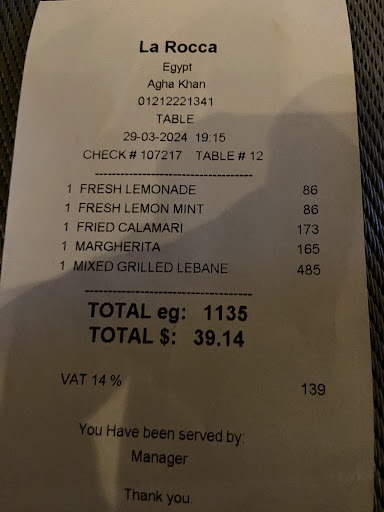 La Rocca
Egypt
Agha Khan
01212221341
TABLE
29-03-2024 19:15
CHECK # 107217 TABLE # 12
1 FRESH LEMONADE 86
1 FRESH LEMON MINT 86
1 FRIED CALAMARI 173
1 MARGHERITA 165
1 MIXED GRILLED LEBANE 485
TOTAL eg: 1135
TOTAL $: 39.14
VAT 14 % 139
You Have been served by:
Manager
Thank you